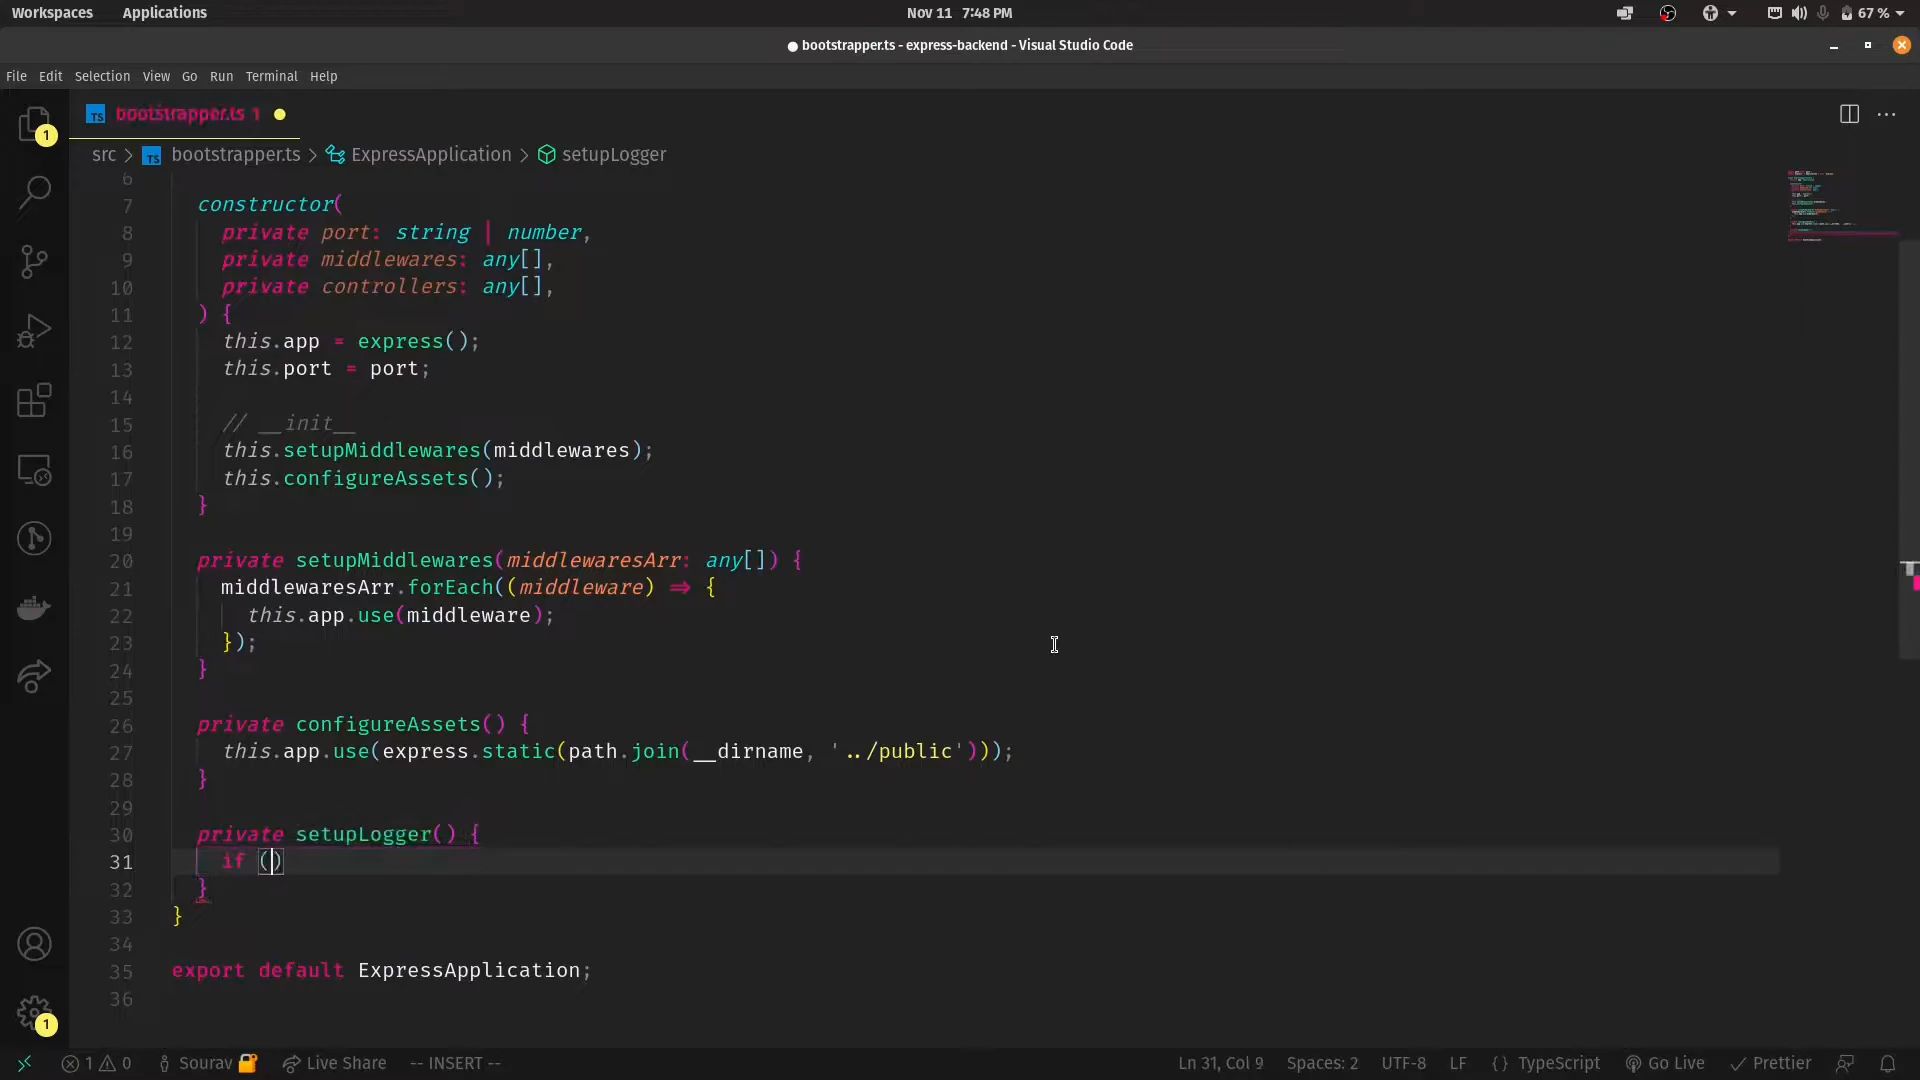 Workspaces Applications Nov 11 7:48 PM 67 %
● bootstrapper.ts - express-backend - Visual Studio Code
File Edit Selection View Go Run Terminal Help
TS bootstrapper.ts 1
1
src > TS bootstrapper.ts > ExpressApplication > setupLogger
6
7 constructor(
8 private port: string | number,
9 private middlewares: any[],
10 private controllers: any[],
11 ) {
12 this.app = express();
13 this.port = port;
14
15 // __init__
16 this.setupMiddlewares(middlewares);
17 this.configureAssets();
18 }
19
20 private setupMiddlewares(middlewaresArr: any[]) {
21 middlewaresArr.forEach((middleware) => {
22 this.app.use(middleware);
23 });
24 }
25
26 private configureAssets() {
27 this.app.use(express.static(path.join(__dirname, '../public')));
28 }
29
30 private setupLogger() {
31 if ()
32 }
33 }
34
35 export default ExpressApplication;
36
1
1 0 Sourav Live Share -- INSERT -- Ln 31, Col 9 Spaces: 2 UTF-8 LF {} TypeScript Go Live Prettier